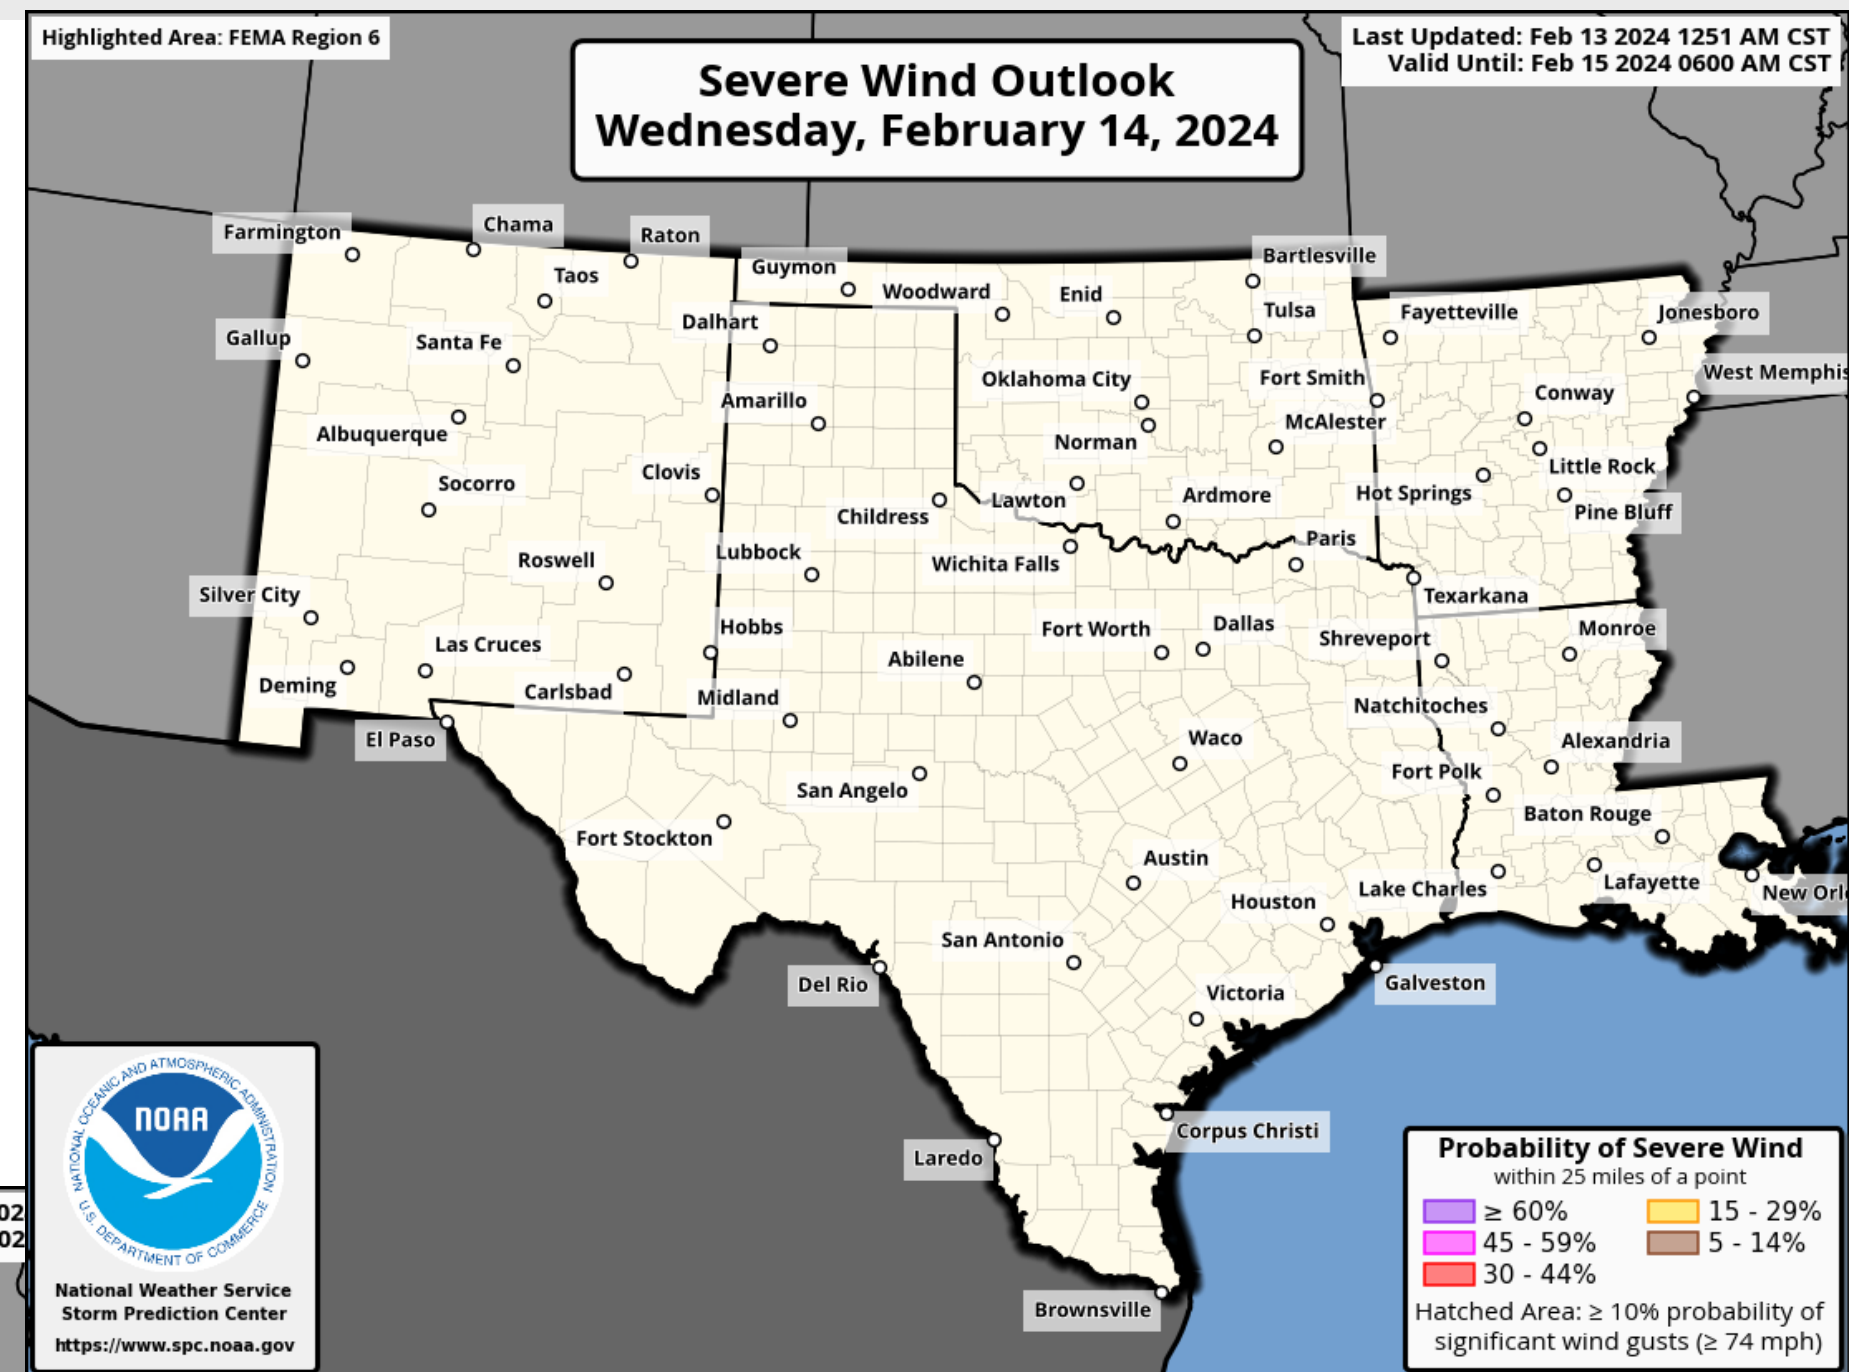 Highlighted Area: FEMA Region 6
Last Updated: Feb 13 2024 1251 AM CST
Valid Until: Feb 15 2024 0600 AM CST
Severe Wind Outlook
Wednesday, February 14, 2024
Farmington
Chama
Raton
Taos
Guymon
Woodward
Enid
Bartlesville
Tulsa
Fayetteville
Jonesboro
Gallup
Santa Fe
Dalhart
Oklahoma City
Fort Smith
Conway
West Memphis
Albuquerque
Amarillo
Norman
McAlester
Little Rock
Socorro
Clovis
Childress
Lawton
Ardmore
Hot Springs
Pine Bluff
Roswell
Lubbock
Wichita Falls
Paris
Texarkana
Silver City
Las Cruces
Hobbs
Abilene
Fort Worth
Dallas
Shreveport
Monroe
Deming
Carlsbad
Midland
Natchitoches
El Paso
San Angelo
Waco
Alexandria
Fort Polk
Fort Stockton
Baton Rouge
Austin
Houston
Lake Charles
Lafayette
New Orl
San Antonio
Del Rio
Victoria
Galveston
Corpus Christi
Laredo
Brownsville
02
02
NATIONAL OCEANIC AND ATMOSPHERIC ADMINISTRATION
NOAA
U.S. DEPARTMENT OF COMMERCE
National Weather Service
Storm Prediction Center
https://www.spc.noaa.gov
Probability of Severe Wind
within 25 miles of a point
≥ 60%
15 - 29%
45 - 59%
5 - 14%
30 - 44%
Hatched Area: ≥ 10% probability of
significant wind gusts (≥ 74 mph)